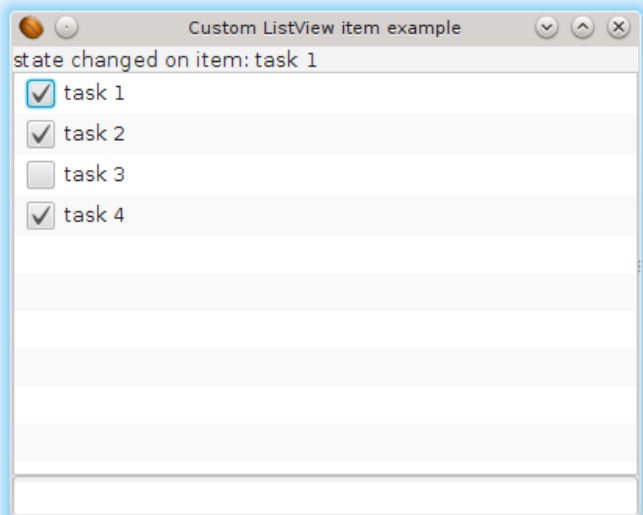 Custom ListView item example
state changed on item: task 1
task 1
task 2
task 3
task 4